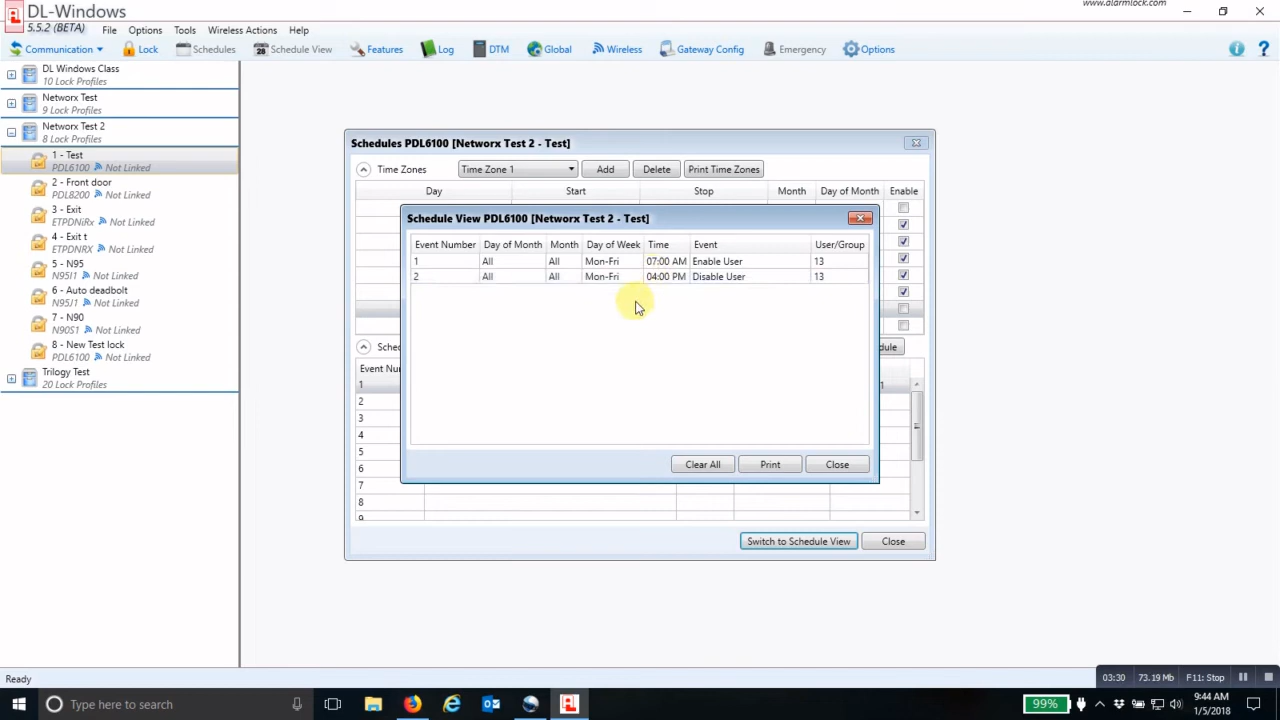 DL-Windows
www.alarmlock.com
5.5.2 (BETA)
File Options Tools Wireless Actions Help
Communication Lock Schedules 28 Schedule View Features Log DTM Global Wireless Gateway Config Emergency Options
DL Windows Class
10 Lock Profiles
Networx Test
9 Lock Profiles
Networx Test 2
8 Lock Profiles
1 - Test
PDL6100 Not Linked
2 - Front door
PDL8200 Not Linked
3 - Exit
ETPDNiRx Not Linked
4 - Exit t
ETPDNRX Not Linked
5 - N95
N95I1 Not Linked
6 - Auto deadbolt
N95J1 Not Linked
7 - N90
N90S1 Not Linked
8 - New Test lock
PDL6100 Not Linked
Trilogy Test
20 Lock Profiles
Schedules PDL6100 [Networx Test 2 - Test]
Time Zones Time Zone 1 Add Delete Print Time Zones
Day Start Stop Month Day of Month Enable
Schedule View PDL6100 [Networx Test 2 - Test]
Event Number Day of Month Month Day of Week Time Event User/Group
1 All All Mon-Fri 07:00 AM Enable User 13
2 All All Mon-Fri 04:00 PM Disable User 13
Clear All Print Close
Event Nu
1
2
3
4
5
6
7
8
9
Switch to Schedule View Close
Ready
03:30 73.19 Mb F11: Stop
Type here to search
99%
9:44 AM
1/5/2018